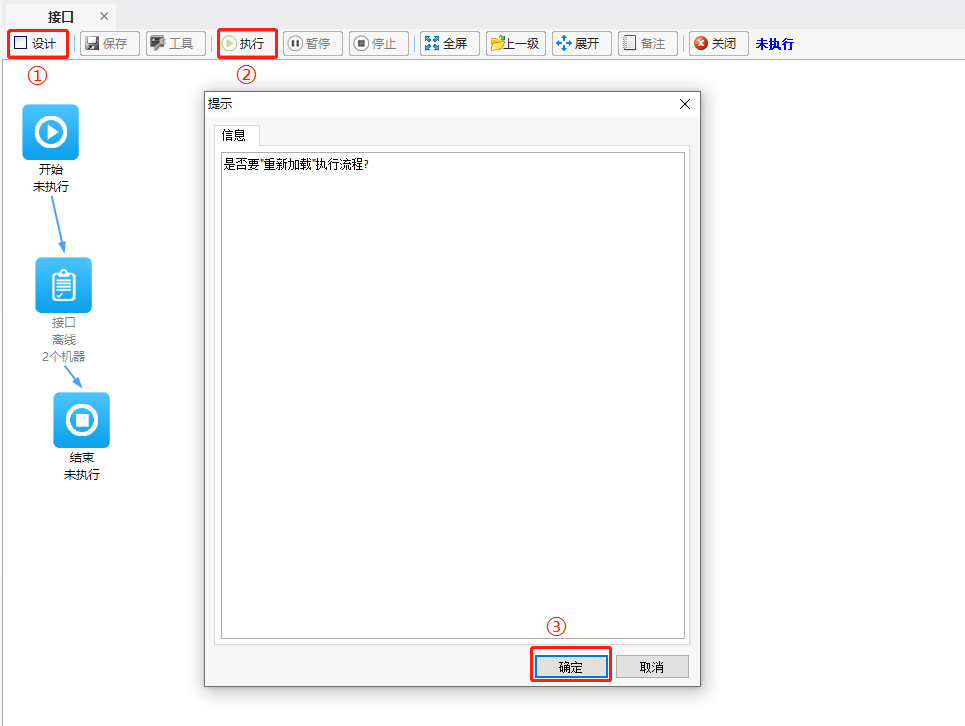 接口
设计 保存 工具 执行 暂停 停止 全屏 上一级 展开 备注 关闭 未执行
① ②
开始
未执行
接口
离线
2个机器
结束
未执行
提示
信息
是否要"重新加载"执行流程?
③
确定 取消